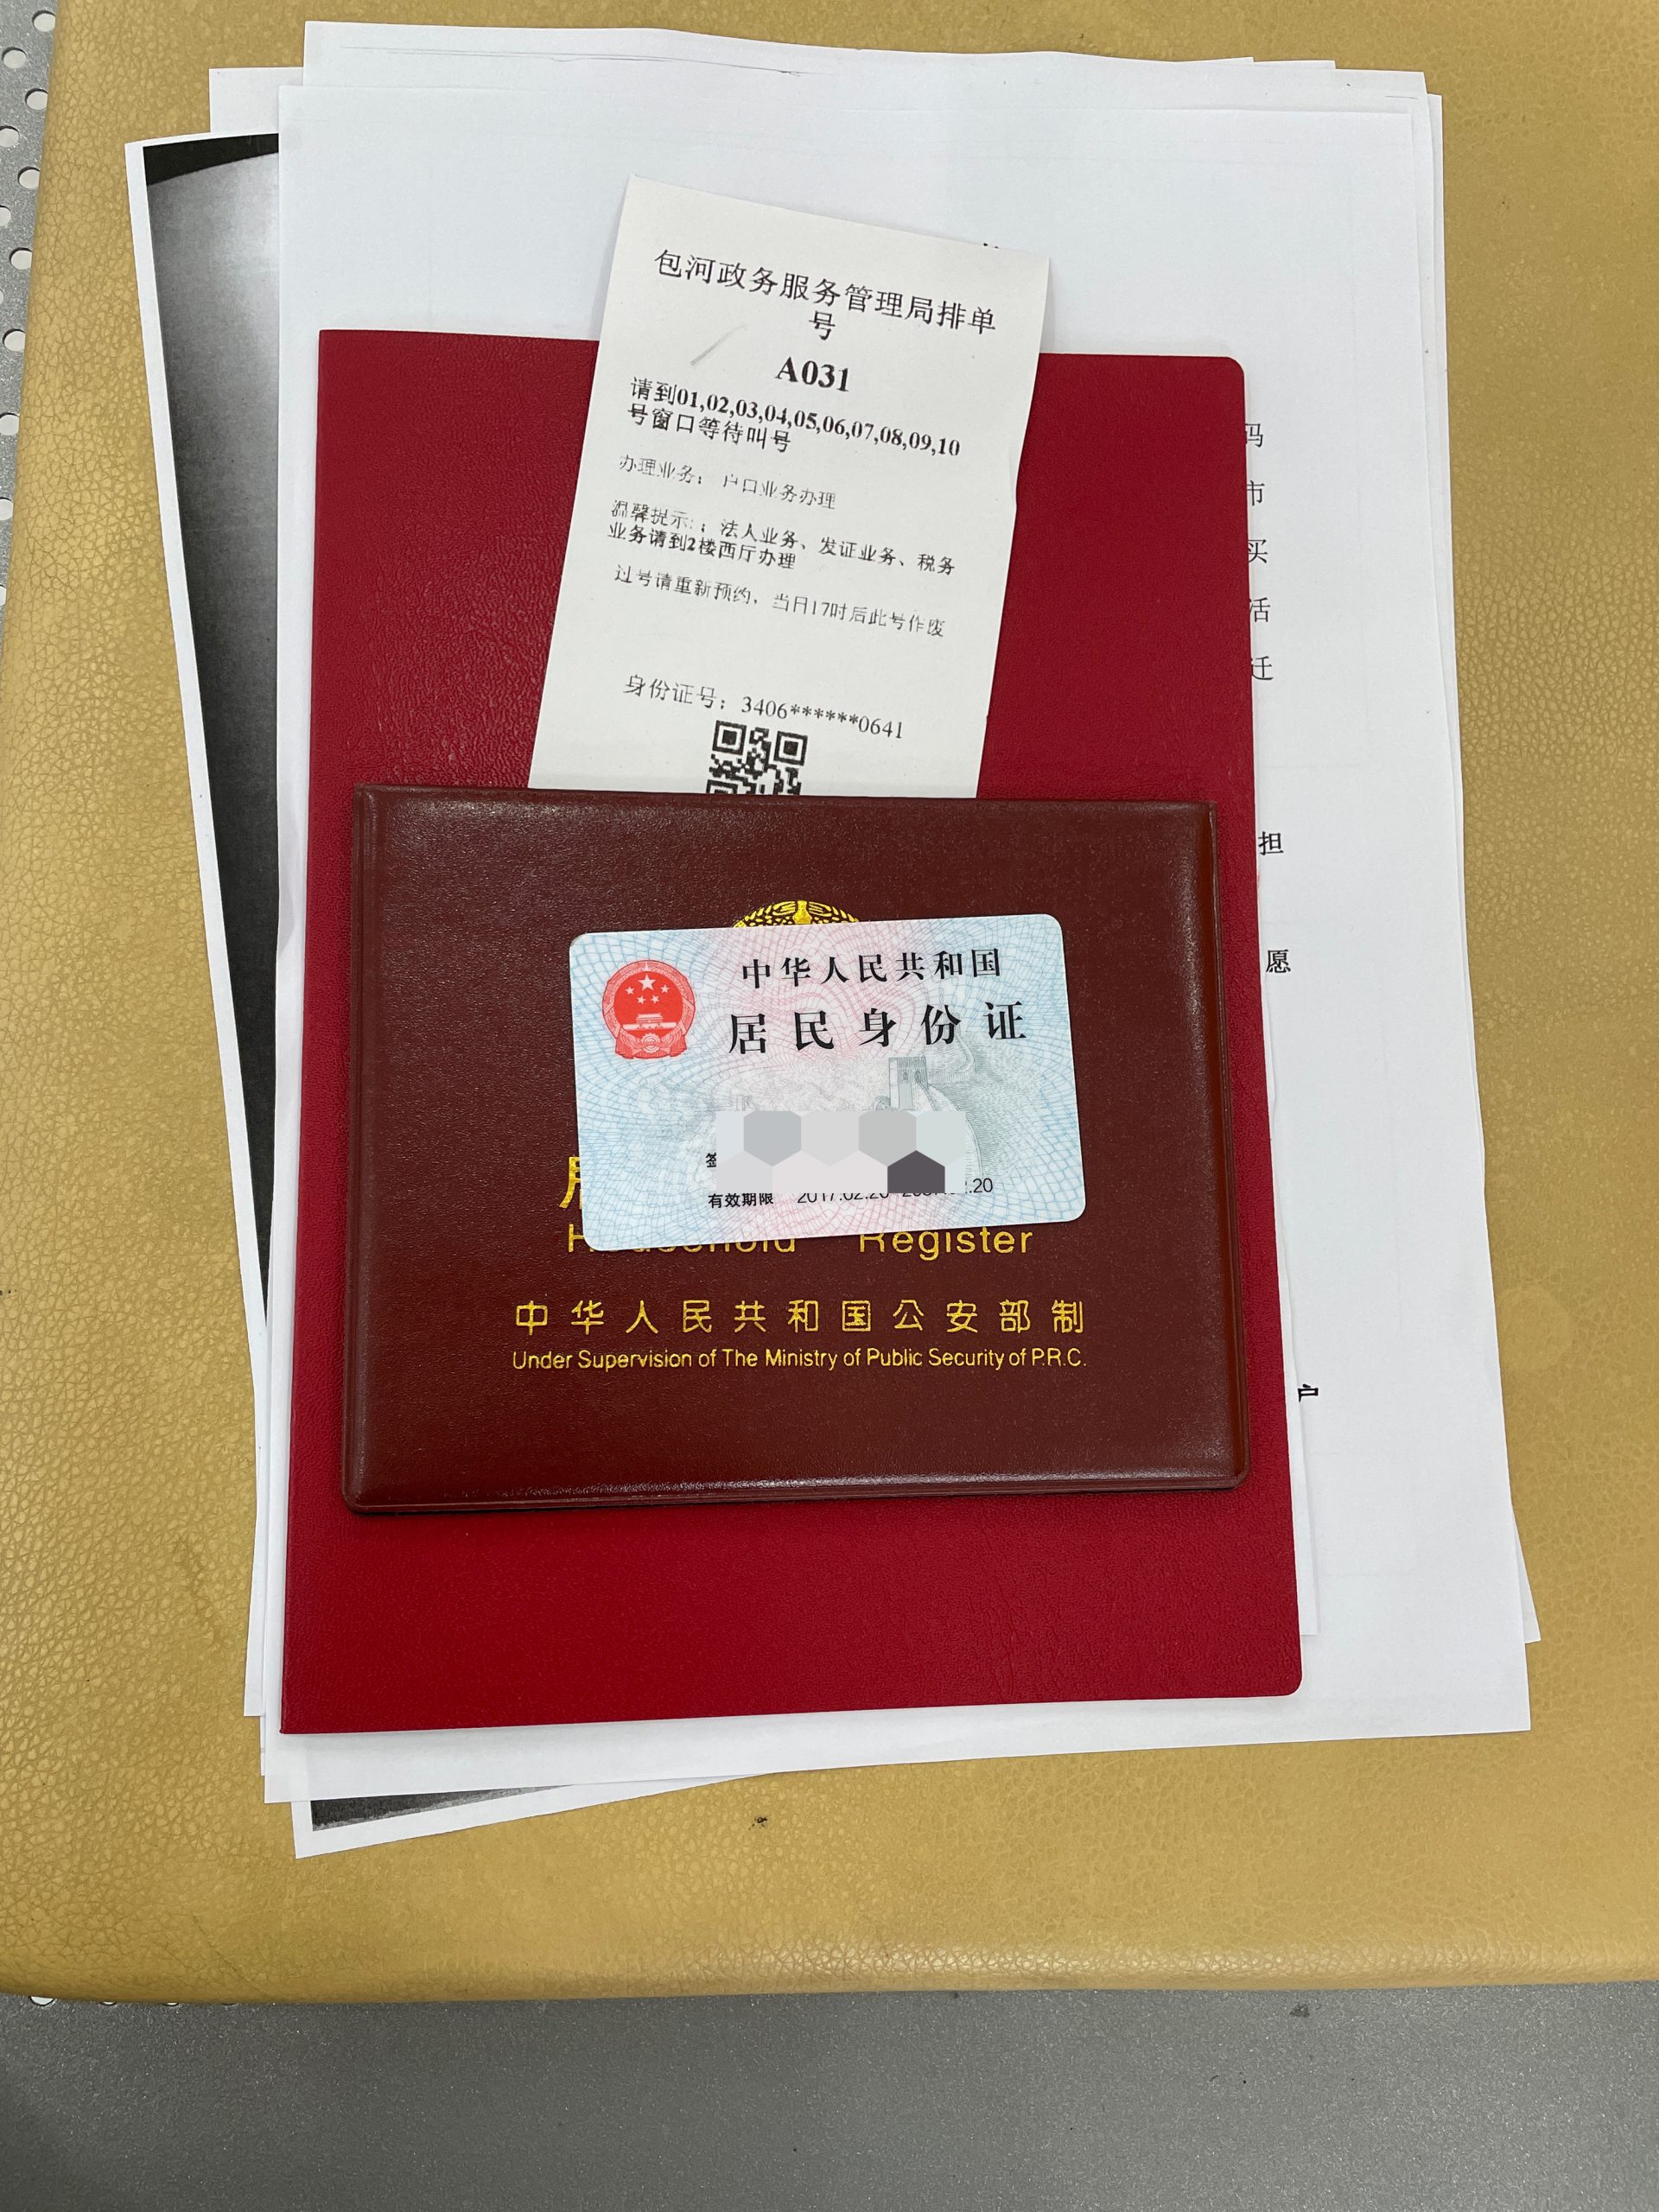 包河政务服务管理局排单
号
A031
请到01,02,03,04,05,06,07,08,09,10
号窗口等待叫号
办理业务：户口业务办理
温馨提示:；法人业务、发证业务、税务
业务请到2楼西厅办理
过号请重新预约，当日17时后此号作废
身份证号：3406******0641
码
市
买
活
迁
担
愿
户
中华人民共和国
居民身份证
签
有效期限 2017.02.20
Register
中华人民共和国公安部制
Under Supervision of The Ministry of Public Security of P.R.C.